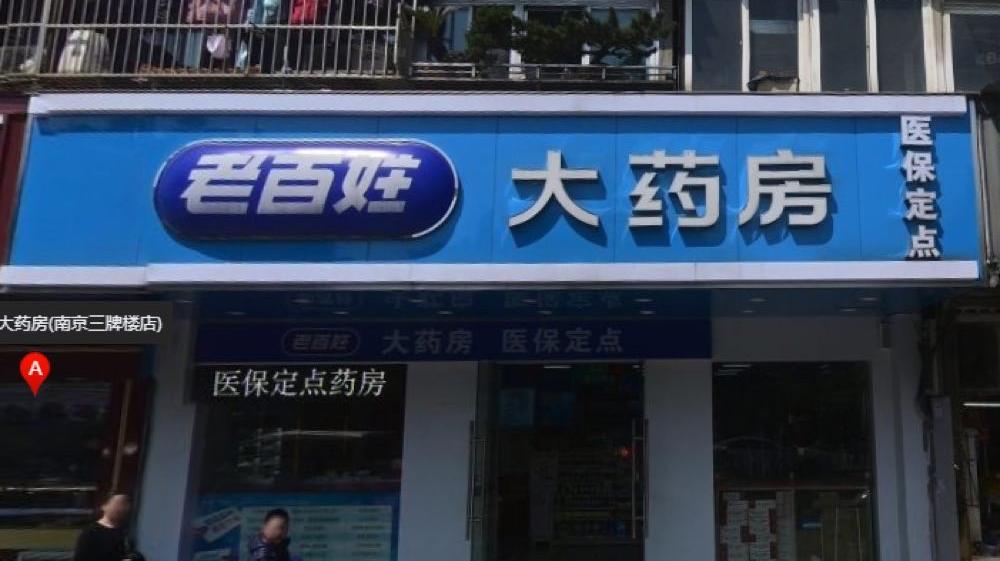 老百姓 大药房
医保定点
大药房(南京三牌楼店)
A
老百姓 大药房 医保定点
医保定点药房